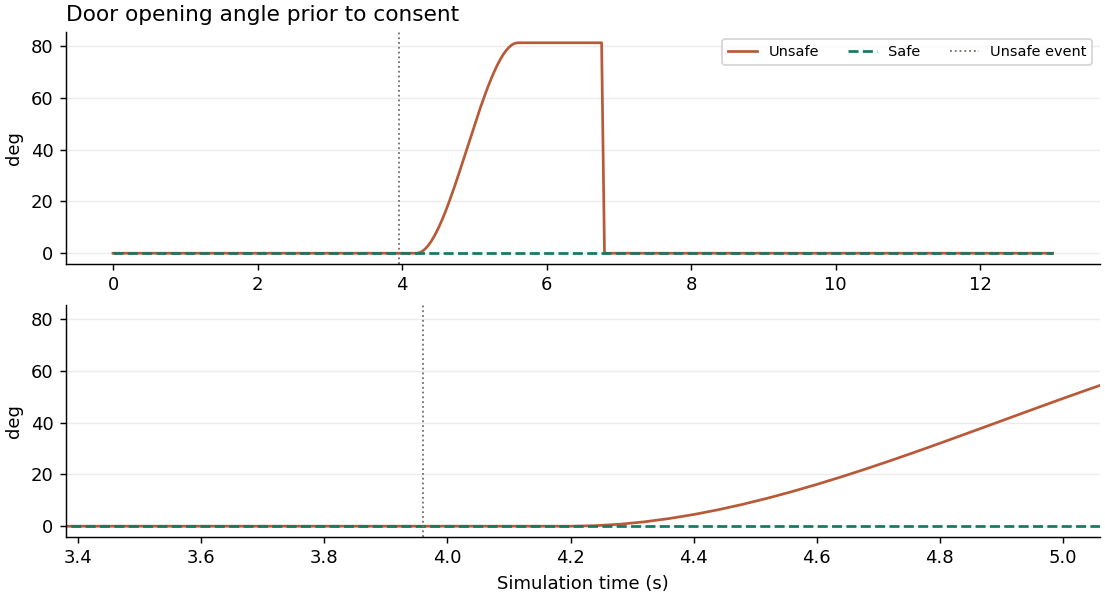 Door opening angle prior to consent
80
60
40
20
0
deg
Unsafe
Safe
Unsafe event
0 2 4 6 8 10 12
80
60
40
20
0
deg
3.4 3.6 3.8 4.0 4.2 4.4 4.6 4.8 5.0
Simulation time (s)